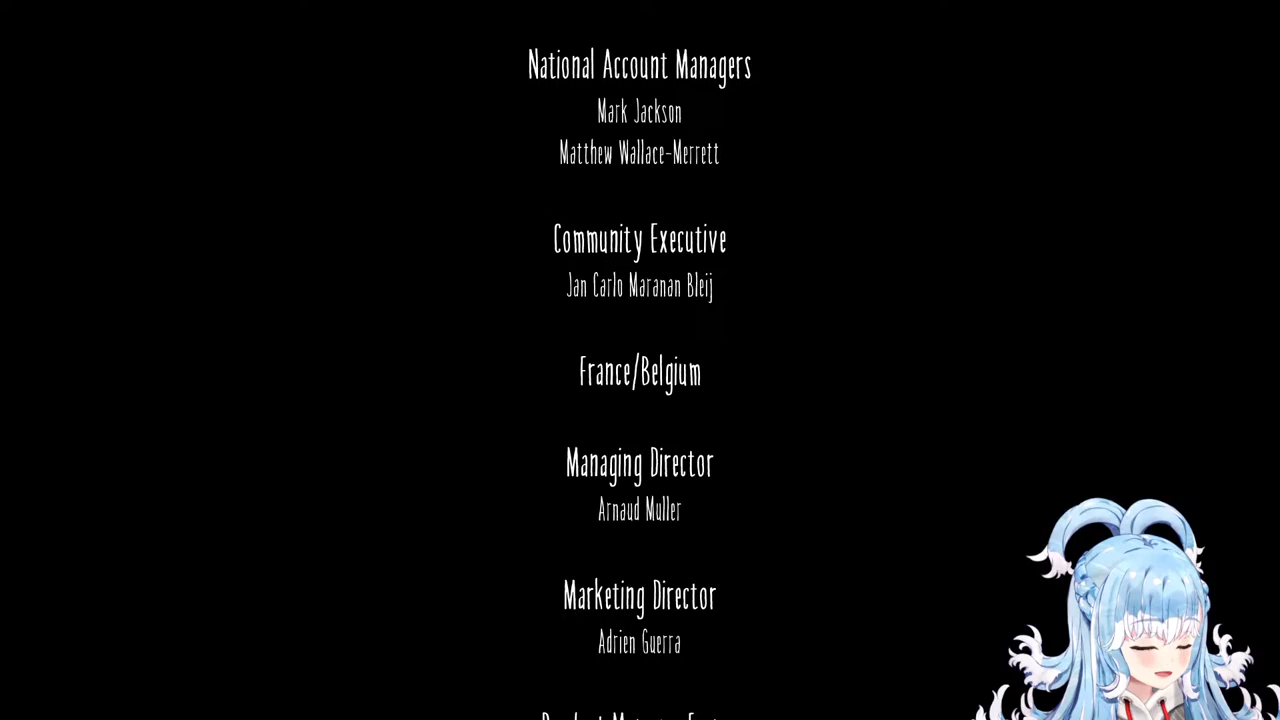 National Account Managers
Mark Jackson
Matthew Wallace-Merrett
Community Executive
Jan Carlo Maranan Bleij
France/Belgium
Managing Director
Arnaud Muller
Marketing Director
Adrien Guerra